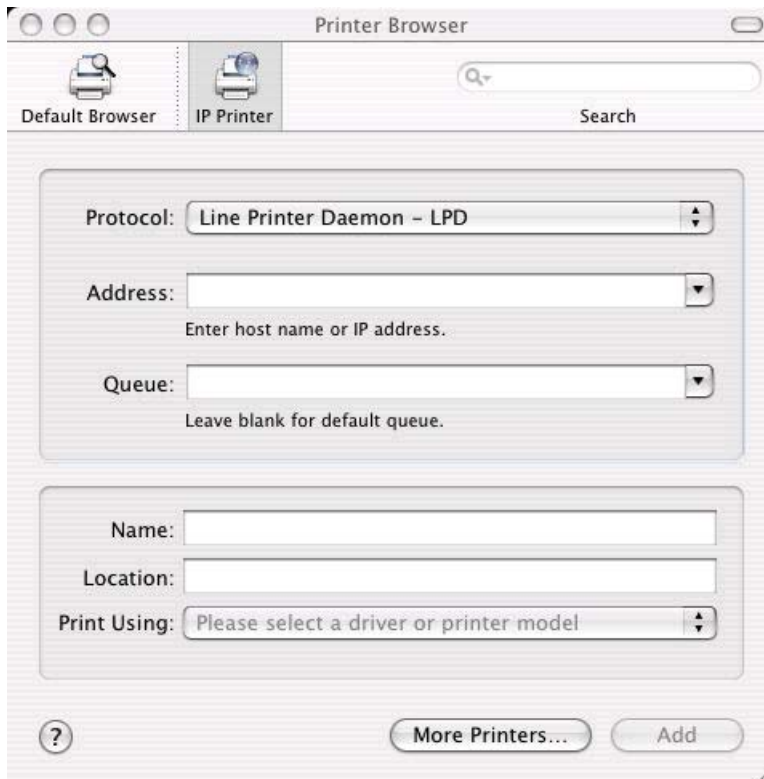 Printer Browser
Default Browser
IP Printer
Search
Protocol: Line Printer Daemon – LPD
Address:
Enter host name or IP address.
Queue:
Leave blank for default queue.
Name:
Location:
Print Using: Please select a driver or printer model
? More Printers... Add